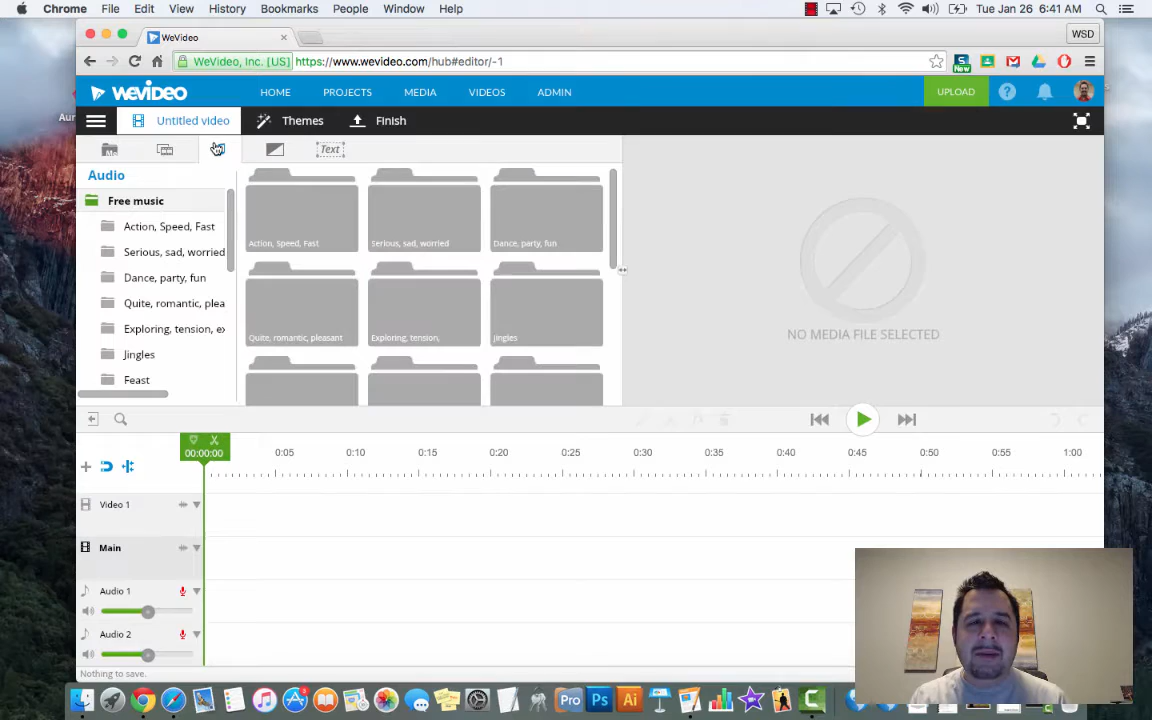 Chrome File Edit View History Bookmarks People Window Help Tue Jan 26 6:41 AM
WeVideo WSD
WeVideo, Inc. [US] https://www.wevideo.com/hub#editor/-1
New
wevideo HOME PROJECTS MEDIA VIDEOS ADMIN UPLOAD ?
Untitled video Themes Finish
Text
Audio
Free music
Action, Speed, Fast
Serious, sad, worried
Dance, party, fun
Quite, romantic, plea
Exploring, tension, ex
Jingles
Feast
Action, Speed, Fast Serious, sad, worried Dance, party, fun
Quite, romantic, pleasant Exploring, tension, Jingles
NO MEDIA FILE SELECTED
00:00:00 0:05 0:10 0:15 0:20 0:25 0:30 0:34 0:40 0:45 0:50 0:55 1:00
Video 1
Main
Audio 1
Audio 2
Nothing to save.
Pro Ps Ai